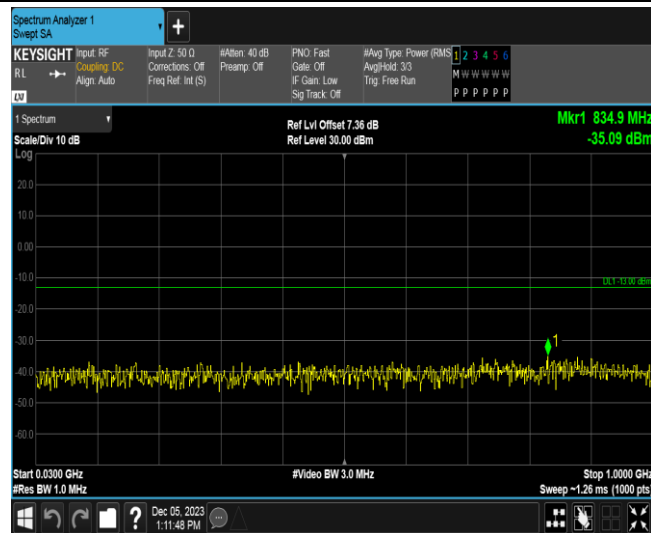 Spectrum Analyzer 1
Swept SA
+
KEYSIGHT
RL
LXI
Input: RF
Coupling: DC
Align: Auto
Input Z: 50 Ω
Corrections: Off
Freq Ref: Int (S)
#Atten: 40 dB
Preamp: Off
PNO: Fast
Gate: Off
IF Gain: Low
Sig Track: Off
#Avg Type: Power (RMS
Avg|Hold: 3/3
Trig: Free Run
1 2 3 4 5 6
M W W W W W
P P P P P P
1 Spectrum
Scale/Div 10 dB
Log
Ref Lvl Offset 7.36 dB
Ref Level 30.00 dBm
Mkr1 834.9 MHz
-35.09 dBm
20.0
10.0
0.00
-10.0
DL1 -13.00 dBm
-20.0
-30.0
1
-40.0
-50.0
-60.0
Start 0.0300 GHz
#Res BW 1.0 MHz
#Video BW 3.0 MHz
Stop 1.0000 GHz
Sweep ~1.26 ms (1000 pts)
?
Dec 05, 2023
1:11:48 PM